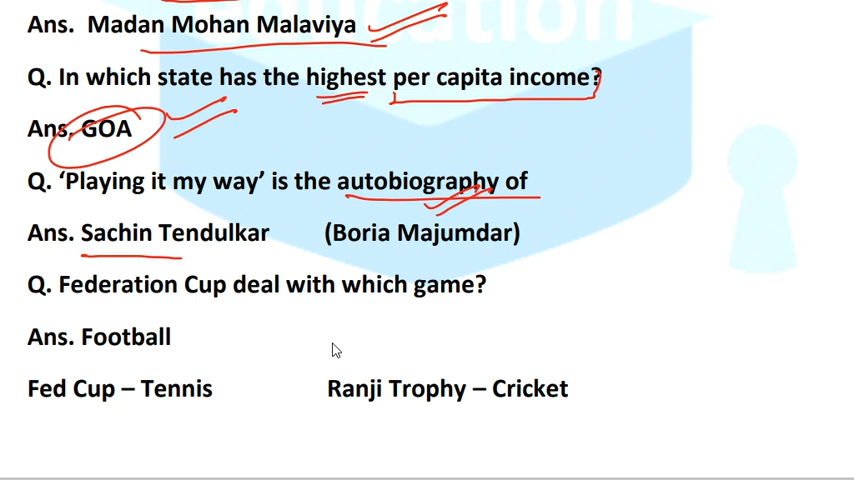 education
Ans. Madan Mohan Malaviya
Q. In which state has the highest per capita income?
Ans. GOA
Q. ‘Playing it my way’ is the autobiography of
Ans. Sachin Tendulkar (Boria Majumdar)
Q. Federation Cup deal with which game?
Ans. Football
Fed Cup – Tennis Ranji Trophy – Cricket